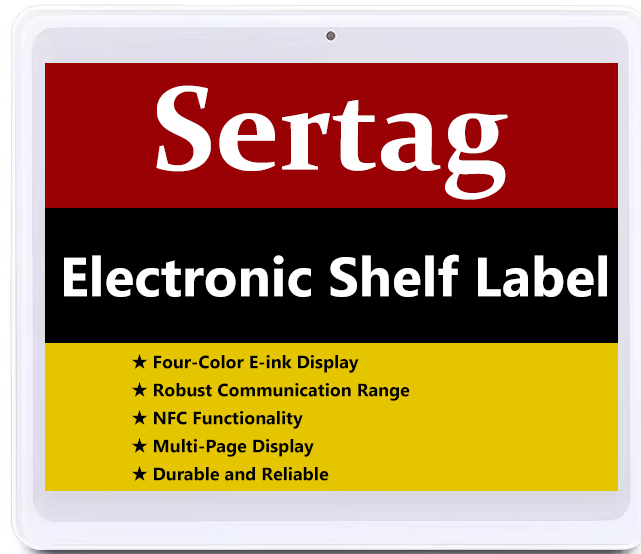 Sertag
Electronic Shelf Label
★ Four-Color E-ink Display
★ Robust Communication Range
★ NFC Functionality
★ Multi-Page Display
★ Durable and Reliable